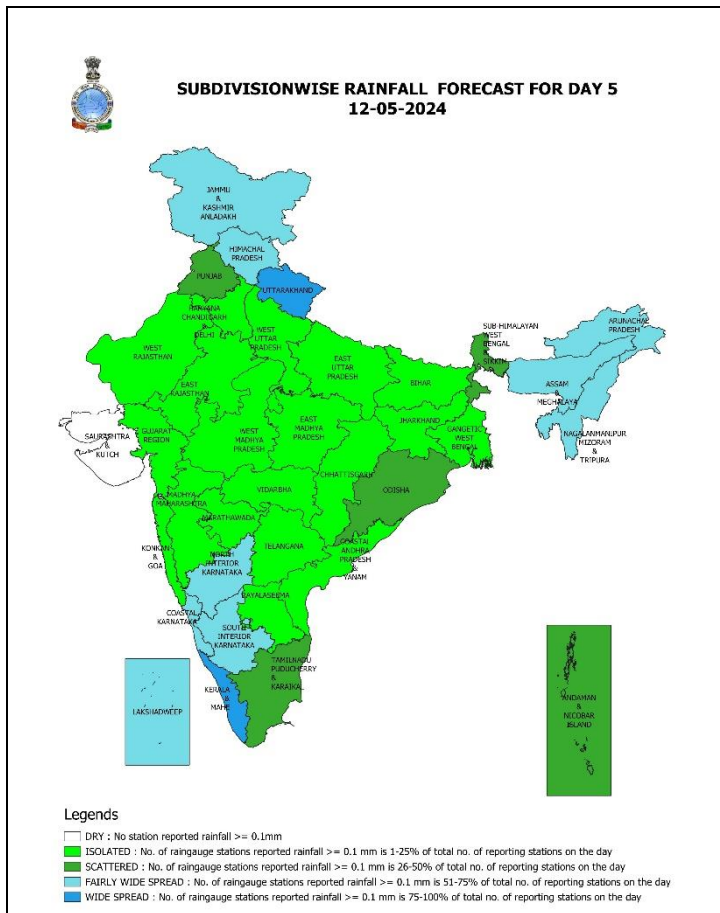 SUBDIVISIONWISE RAINFALL FORECAST FOR DAY 5
12-05-2024
JAMMU
&
KASHMIR
ANLADAKH
HIMACHAL
PRADESH
PUNJAB
UTTARAKHAND
HARYANA
CHANDIGARH
&
DELHI
WEST
UTTAR
PRADESH
WEST
RAJASTHAN
EAST
RAJASTHAN
EAST
UTTAR
PRADESH
BIHAR
SUB-HIMALAYAN
WEST
BENGAL
&
SIKKIM
ARUNACHAL
PRADESH
ASSAM
&
MEGHALAYA
NAGALANMANIPUR
MIZORAM
&
TRIPURA
SAURASHTRA
&
KUTCH
GUJARAT
REGION
WEST
MADHYA
PRADESH
EAST
MADHYA
PRADESH
JHARKHAND
GANGETIC
WEST
BENGAL
CHHATTISGARH
ODISHA
MADHYA
MAHARASHTRA
VIDARBHA
MARATHAWADA
KONKAN
&
GOA
TELANGANA
COASTAL
ANDHRA
PRADESH
&
YANAM
NORTH
INTERIOR
KARNATAKA
RAYALASEEMA
COASTAL
KARNATAKA
SOUTH
INTERIOR
KARNATAKA
TAMILNADU
PUDUCHERRY
&
KARAIKAL
KERALA
&
MAHE
LAKSHADWEEP
ANDAMAN
&
NICOBAR
ISLAND
Legends
DRY : No station reported rainfall >= 0.1mm
ISOLATED : No. of raingauge stations reported rainfall >= 0.1 mm is 1-25% of total no. of reporting stations on the day
SCATTERED : No. of raingauge stations reported rainfall >= 0.1 mm is 26-50% of total no. of reporting stations on the day
FAIRLY WIDE SPREAD : No. of raingauge stations reported rainfall >= 0.1 mm is 51-75% of total no. of reporting stations on the day
WIDE SPREAD : No. of raingauge stations reported rainfall >= 0.1 mm is 75-100% of total no. of reporting stations on the day